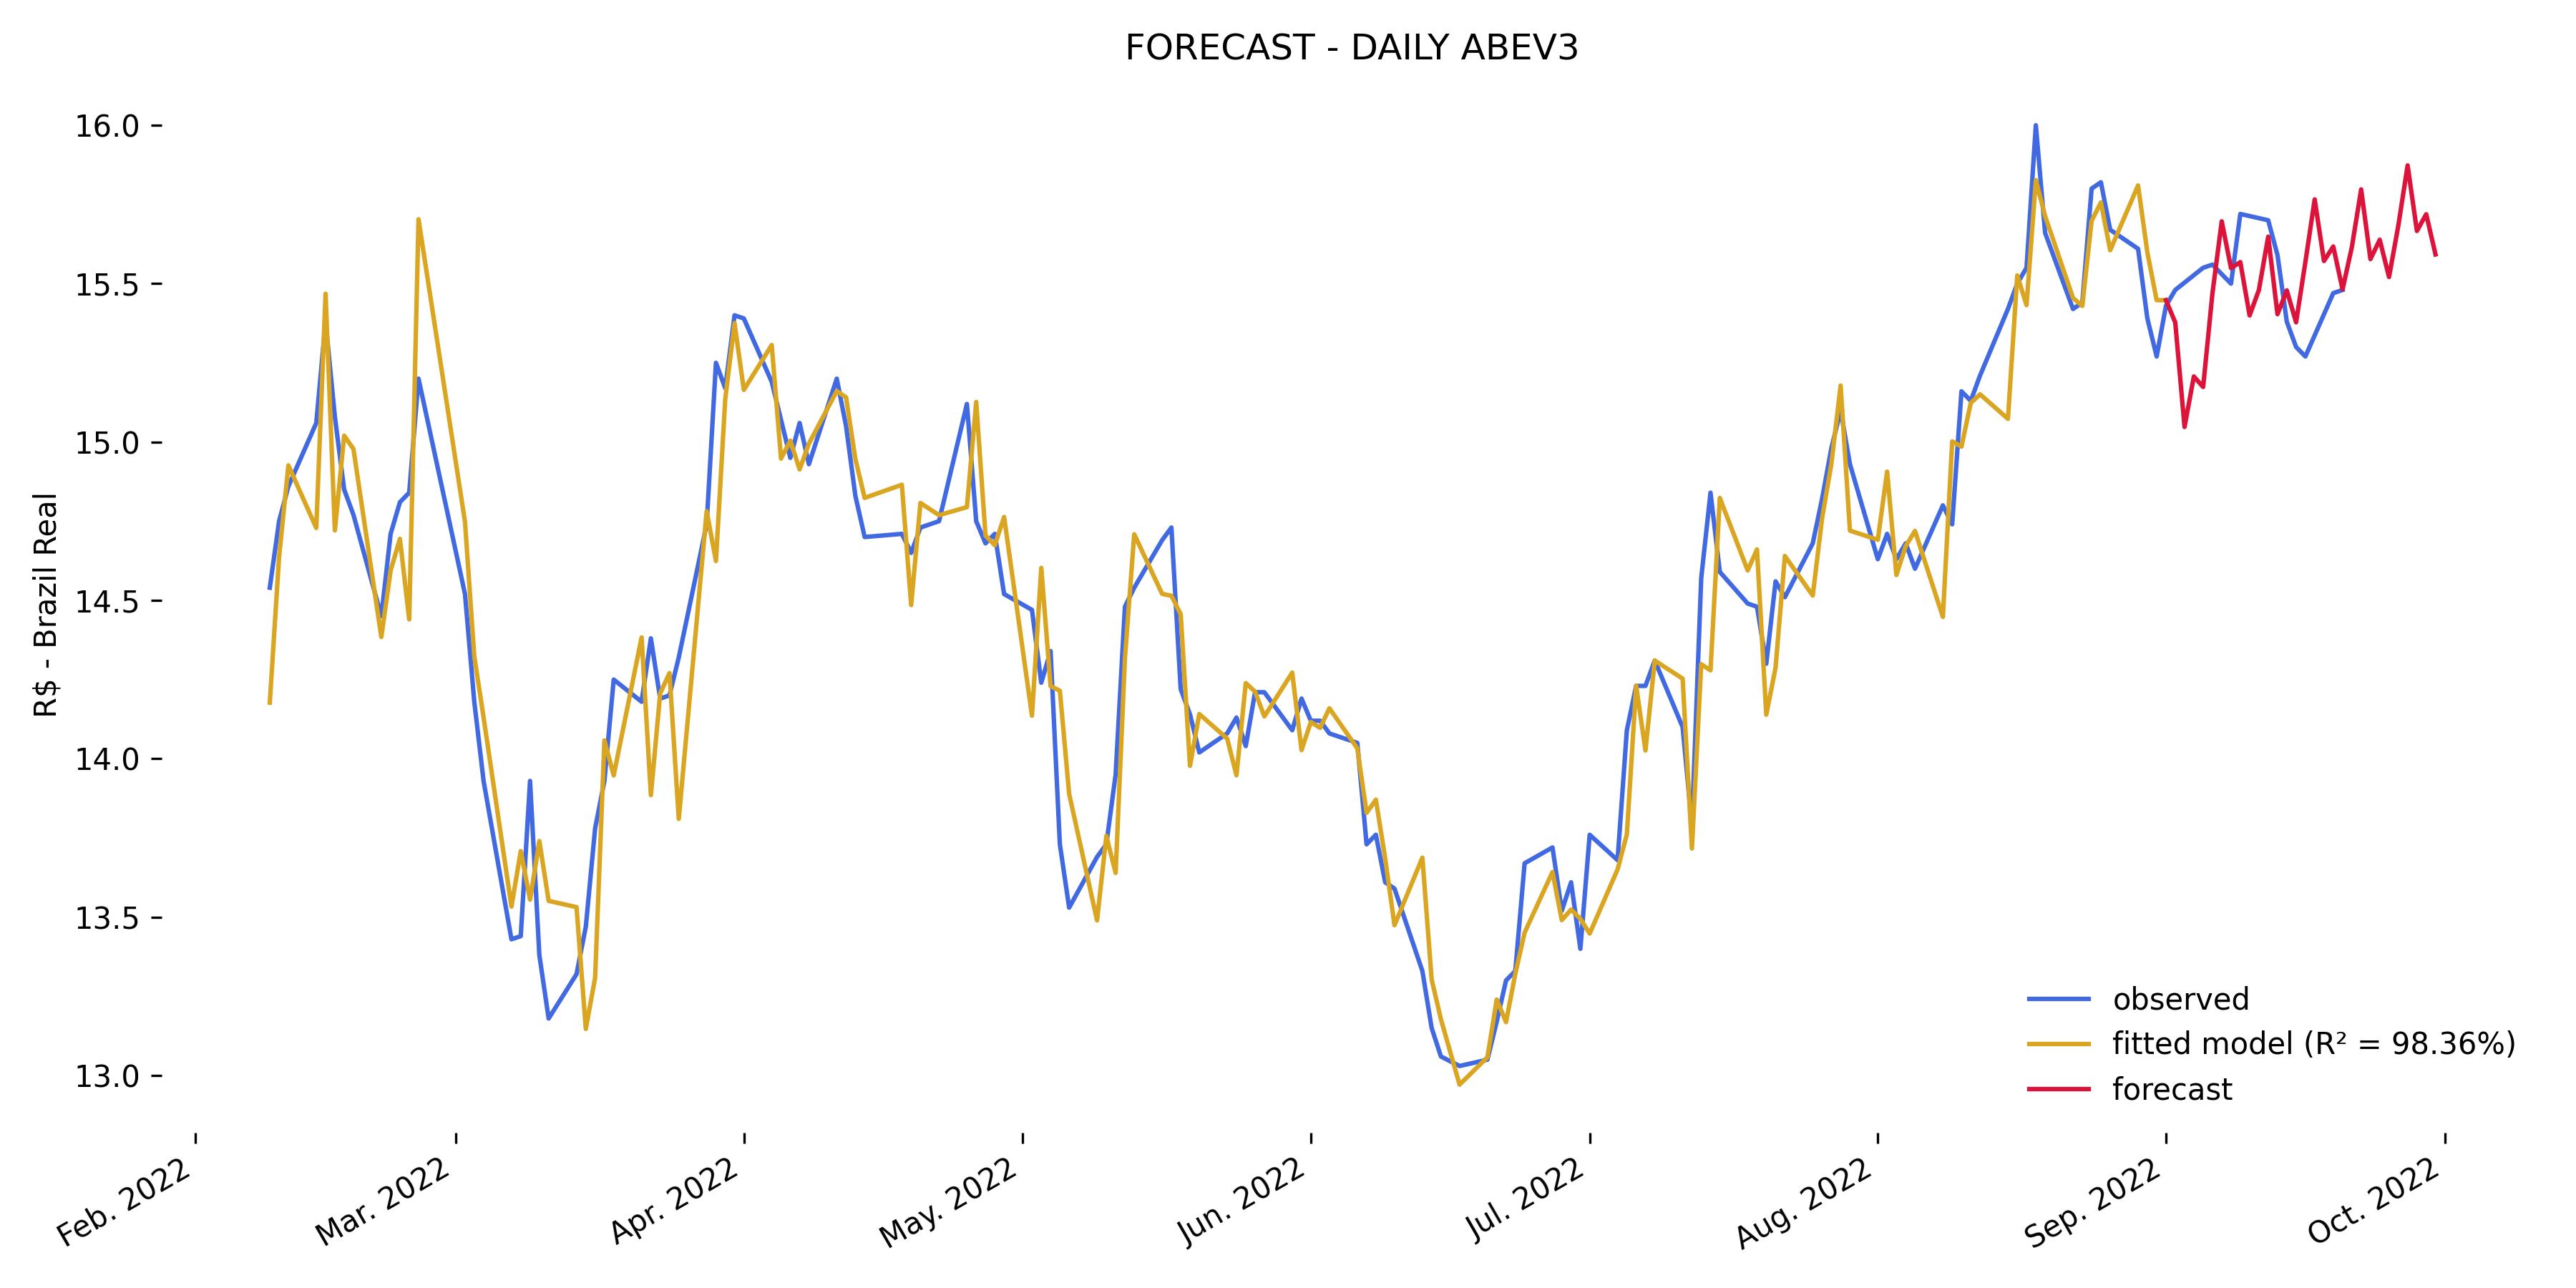 FORECAST - DAILY ABEV3
R$ - Brazil Real
16.0
15.5
15.0
14.5
14.0
13.5
13.0
observed
fitted model (R² = 98.36%)
forecast
Feb. 2022
Mar. 2022
Apr. 2022
May. 2022
Jun. 2022
Jul. 2022
Aug. 2022
Sep. 2022
Oct. 2022